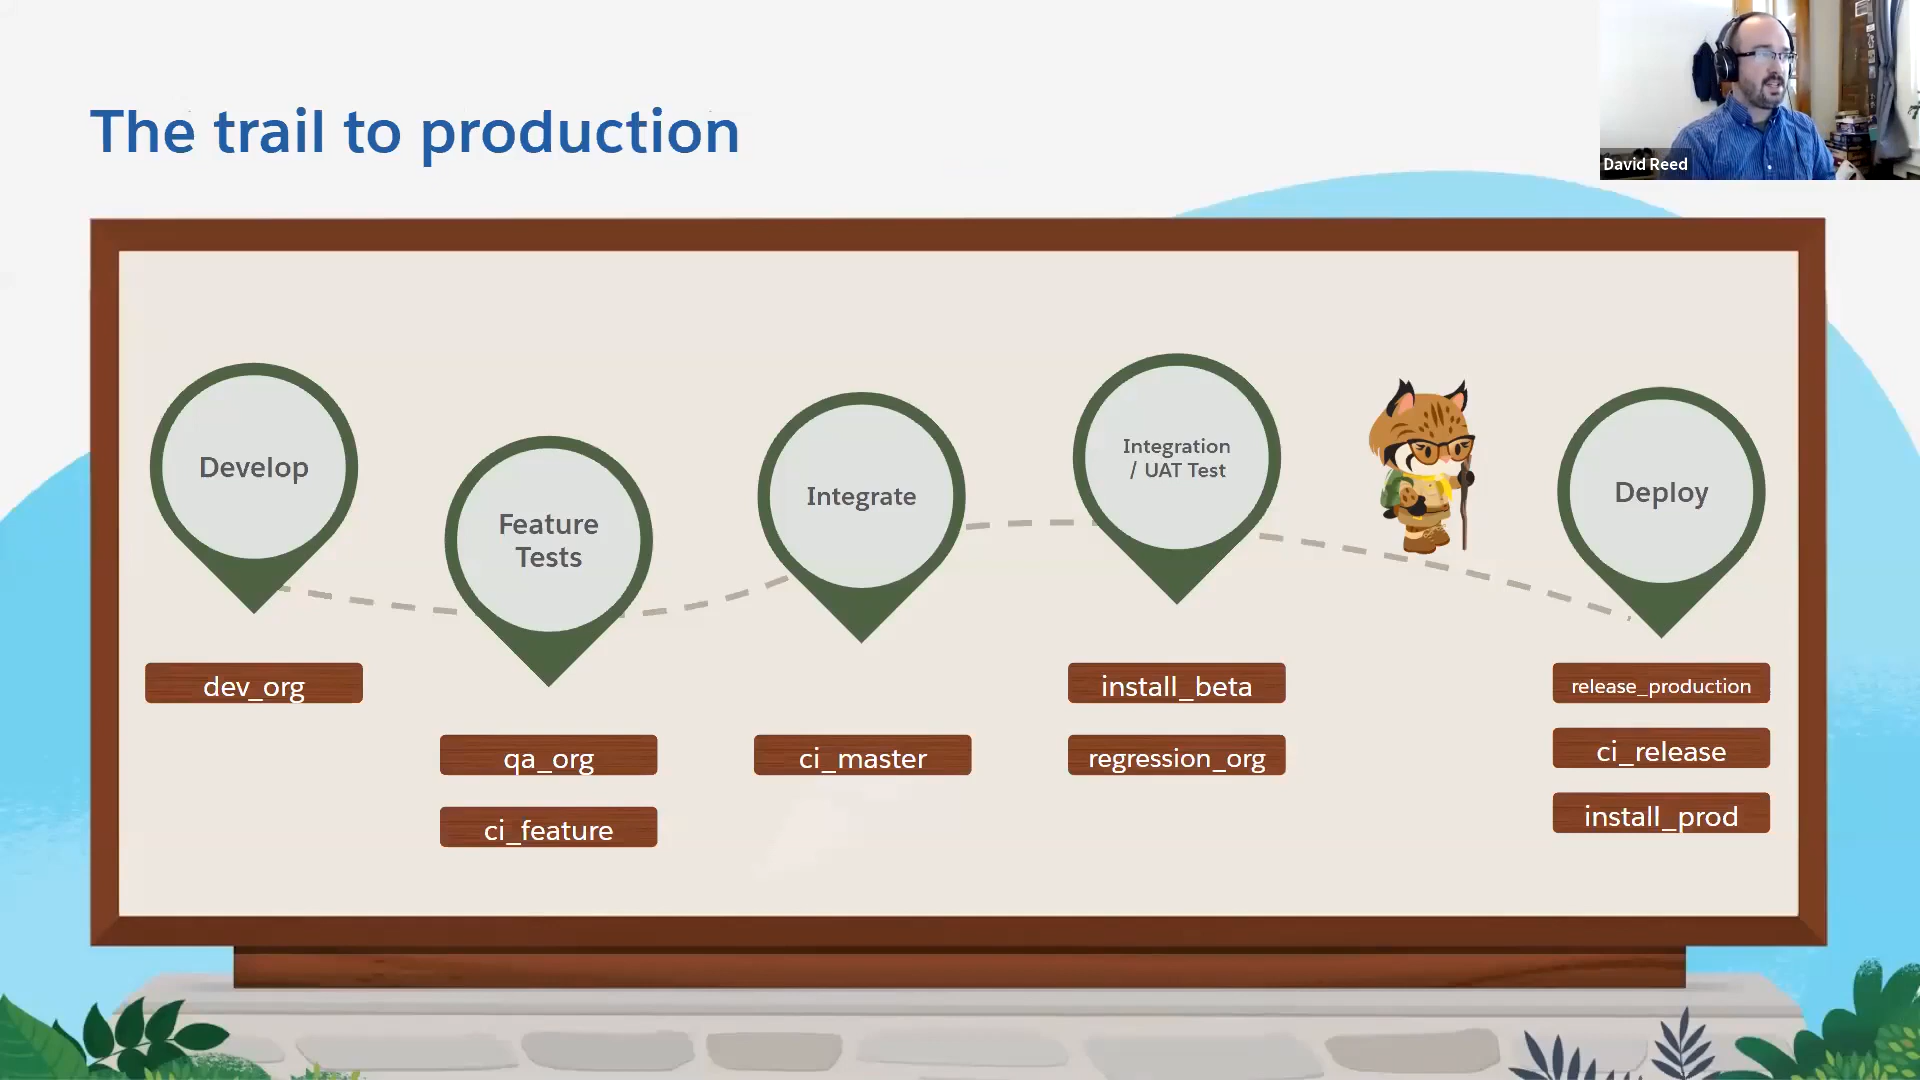 The trail to production
David Reed
Develop
Feature
Tests
Integrate
Integration
/ UAT Test
Deploy
dev_org
qa_org
ci_feature
ci_master
install_beta
regression_org
release_production
ci_release
install_prod